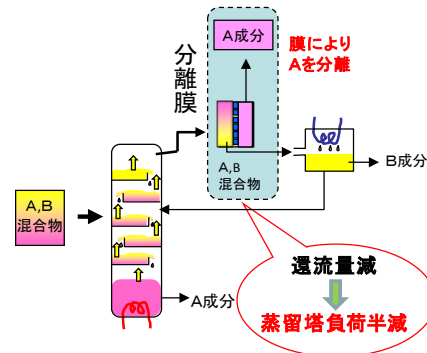 A成分
膜により
Aを分離
分離膜
A,B
混合物
B成分
A,B
混合物
A成分
還流量減
蒸留塔負荷半減